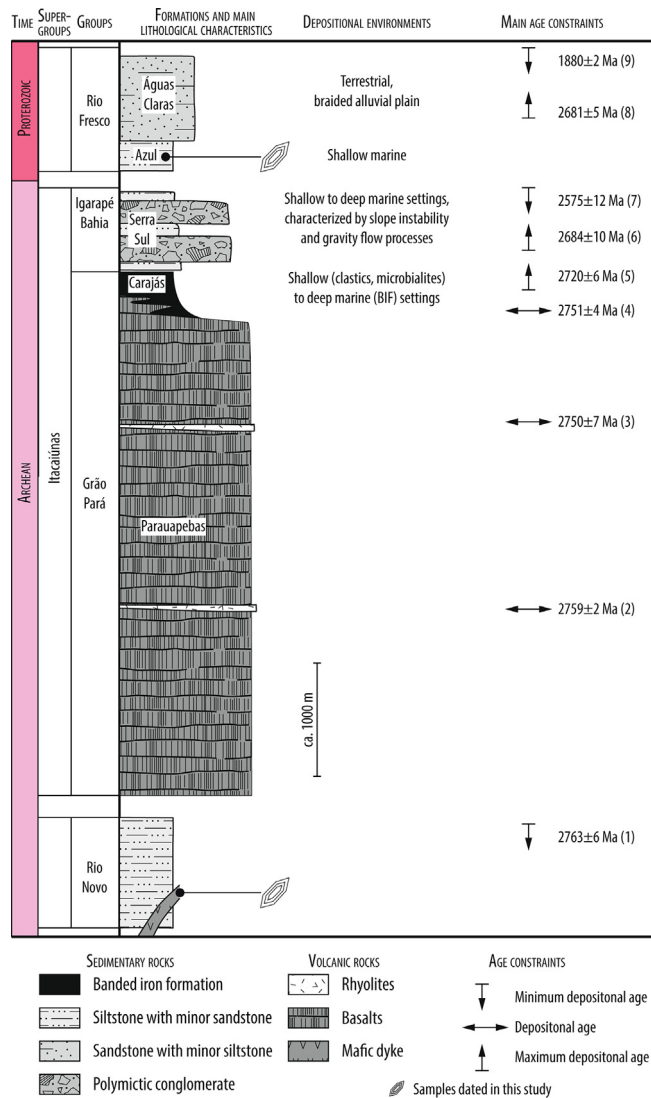 TIME
SUPER-
GROUPS
GROUPS
FORMATIONS AND MAIN
LITHOLOGICAL CHARACTERISTICS
DEPOSITIONAL ENVIRONMENTS
MAIN AGE CONSTRAINTS
PROTEROZOIC
Rio
Fresco
Águas
Claras
Terrestrial,
braided alluvial plain
1880±2 Ma (9)
2681±5 Ma (8)
Azul
Shallow marine
ARCHEAN
Itacaiúnas
Igarapé
Bahia
Serra
Sul
Shallow to deep marine settings,
characterized by slope instability
and gravity flow processes
2575±12 Ma (7)
2684±10 Ma (6)
Grão
Pará
Carajás
Shallow (clastics, microbialites)
to deep marine (BIF) settings
2720±6 Ma (5)
2751±4 Ma (4)
2750±7 Ma (3)
Parauapebas
2759±2 Ma (2)
ca. 1000 m
Rio
Novo
2763±6 Ma (1)
SEDIMENTARY ROCKS
Banded iron formation
Siltstone with minor sandstone
Sandstone with minor siltstone
Polymictic conglomerate
VOLCANIC ROCKS
Rhyolites
Basalts
Mafic dyke
AGE CONSTRAINTS
Minimum depositonal age
Depositonal age
Maximum depositonal age
Samples dated in this study